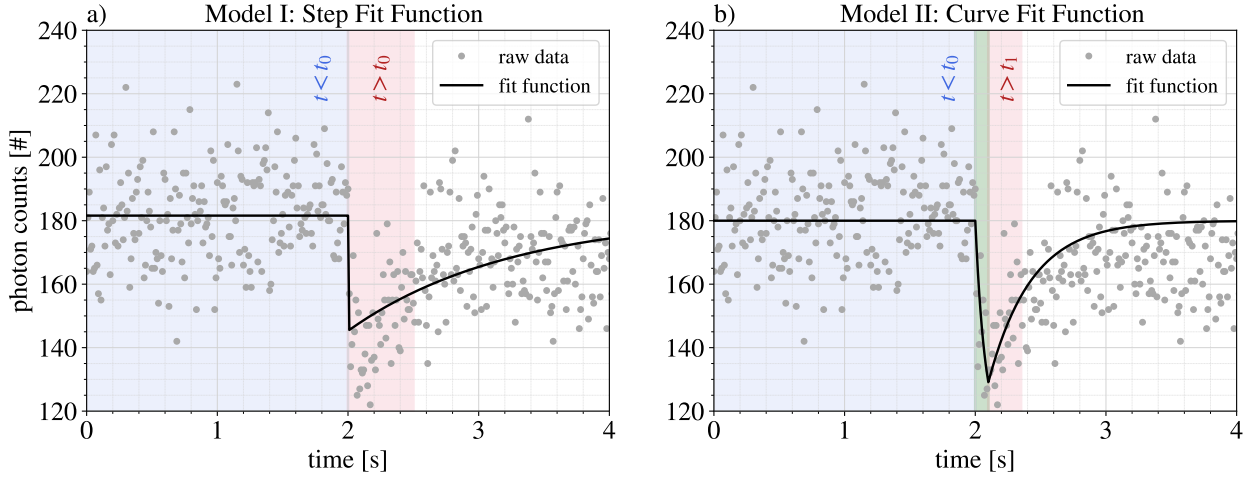 a) Model I: Step Fit Function
240
220
200
180
160
140
120
photon counts [#]
t < t₀
t > t₀
raw data
fit function
0 1 2 3 4
time [s]
b) Model II: Curve Fit Function
240
220
200
180
160
140
120
t < t₀
t > t₁
raw data
fit function
0 1 2 3 4
time [s]